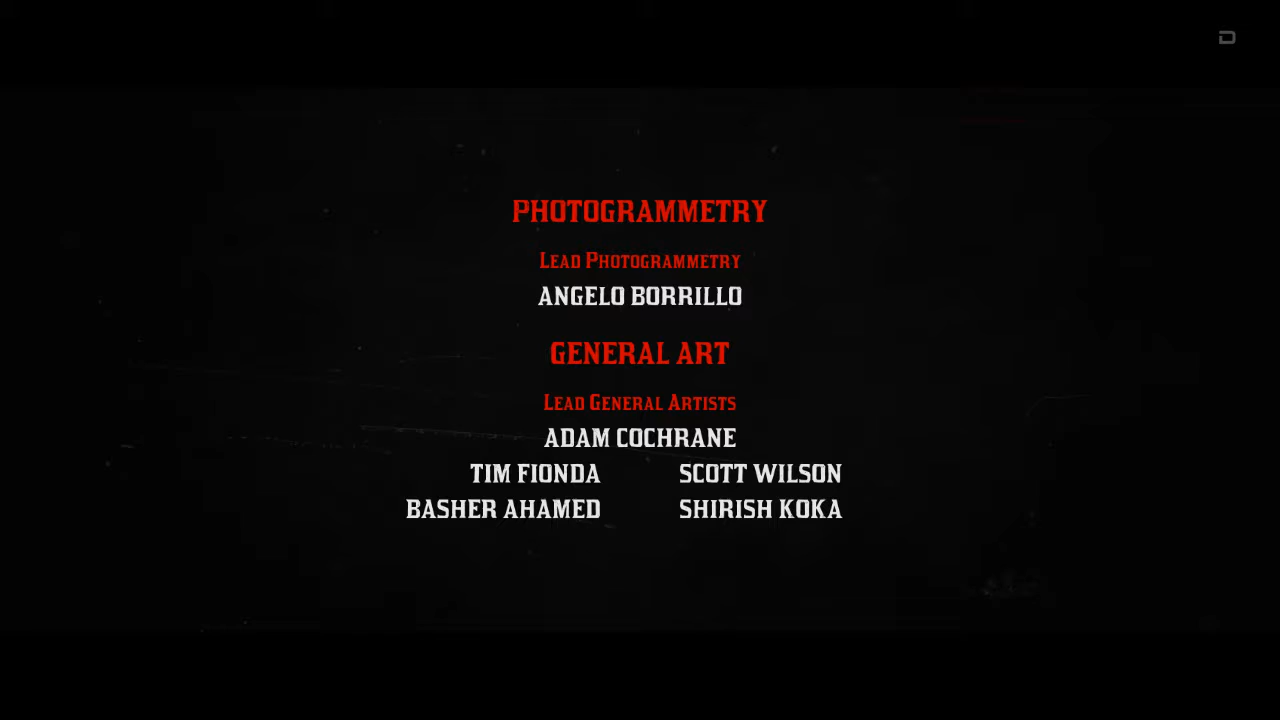 PHOTOGRAMMETRY
LEAD PHOTOGRAMMETRY
ANGELO BORRILLO
GENERAL ART
LEAD GENERAL ARTISTS
ADAM COCHRANE
TIM FIONDA SCOTT WILSON
BASHER AHAMED SHIRISH KOKA